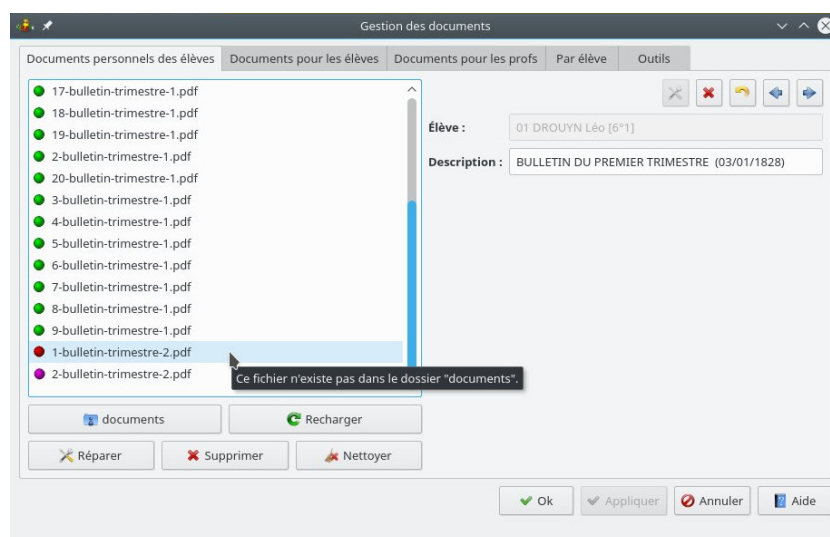 Gestion des documents
Documents personnels des élèves Documents pour les élèves Documents pour les profs Par élève Outils
17-bulletin-trimestre-1.pdf
18-bulletin-trimestre-1.pdf
19-bulletin-trimestre-1.pdf
2-bulletin-trimestre-1.pdf
20-bulletin-trimestre-1.pdf
3-bulletin-trimestre-1.pdf
4-bulletin-trimestre-1.pdf
5-bulletin-trimestre-1.pdf
6-bulletin-trimestre-1.pdf
7-bulletin-trimestre-1.pdf
8-bulletin-trimestre-1.pdf
9-bulletin-trimestre-1.pdf
1-bulletin-trimestre-2.pdf
2-bulletin-trimestre-2.pdf
Ce fichier n'existe pas dans le dossier "documents".
Élève : 01 DROUYN Léo [6°1]
Description : BULLETIN DU PREMIER TRIMESTRE (03/01/1828)
documents Recharger
Réparer Supprimer Nettoyer
Ok Appliquer Annuler Aide